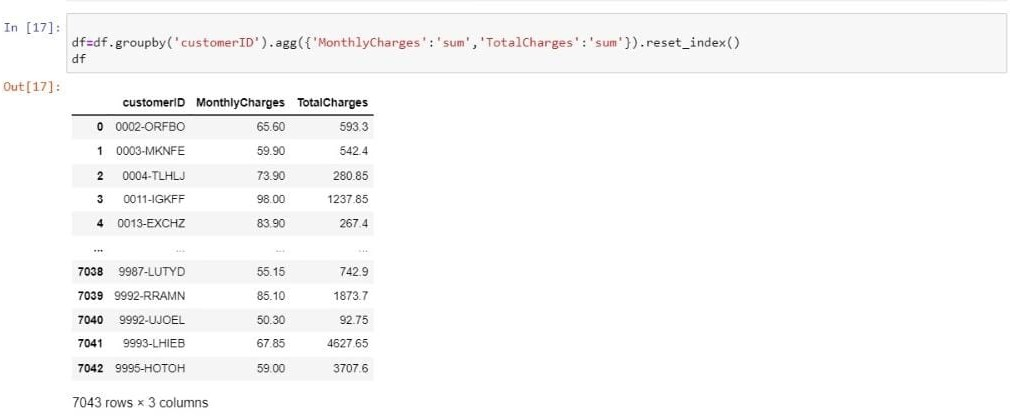 In [17]:
df=df.groupby('customerID').agg({'MonthlyCharges':'sum','TotalCharges':'sum'}).reset_index()
df
Out[17]:
customerID MonthlyCharges TotalCharges
0 0002-ORFBO 65.60 593.3
1 0003-MKNFE 59.90 542.4
2 0004-TLHLJ 73.90 280.85
3 0011-IGKFF 98.00 1237.85
4 0013-EXCHZ 83.90 267.4
... ... ... ...
7038 9987-LUTYD 55.15 742.9
7039 9992-RRAMN 85.10 1873.7
7040 9992-UJOEL 50.30 92.75
7041 9993-LHIEB 67.85 4627.65
7042 9995-HOTOH 59.00 3707.6
7043 rows × 3 columns